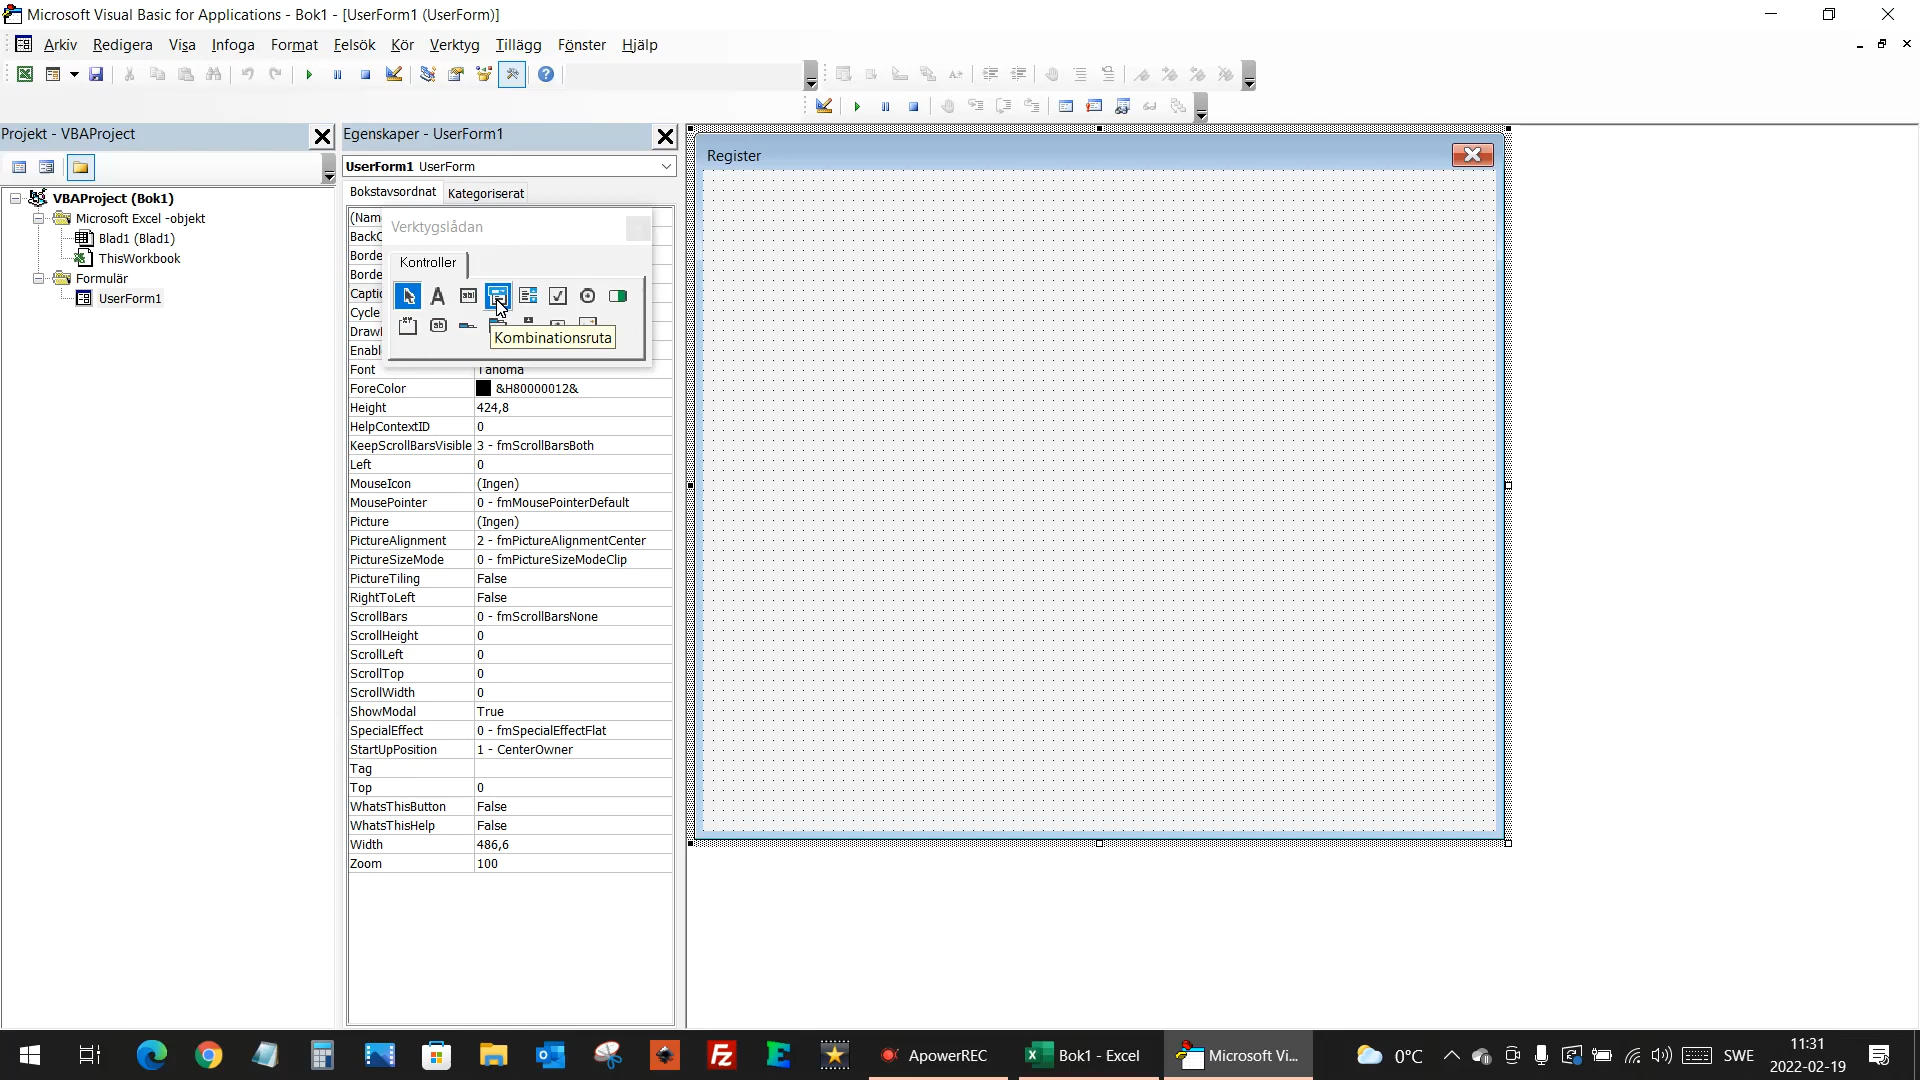 Microsoft Visual Basic for Applications - Bok1 - [UserForm1 (UserForm)]
Arkiv Redigera Visa Infoga Format Felsök Kör Verktyg Tillägg Fönster Hjälp
Projekt - VBAProject
VBAProject (Bok1)
Microsoft Excel -objekt
Blad1 (Blad1)
ThisWorkbook
Formulär
UserForm1
Egenskaper - UserForm1
UserForm1 UserForm
Bokstavsordnat Kategoriserat
(Nam
BackC
Borde
Borde
Captic
Cycle
Drawl
Enabl
Verktygslådan
Kontroller
Kombinationsruta
Font Tahoma
ForeColor &H80000012&
Height 424,8
HelpContextID 0
KeepScrollBarsVisible 3 - fmScrollBarsBoth
Left 0
MouseIcon (Ingen)
MousePointer 0 - fmMousePointerDefault
Picture (Ingen)
PictureAlignment 2 - fmPictureAlignmentCenter
PictureSizeMode 0 - fmPictureSizeModeClip
PictureTiling False
RightToLeft False
ScrollBars 0 - fmScrollBarsNone
ScrollHeight 0
ScrollLeft 0
ScrollTop 0
ScrollWidth 0
ShowModal True
SpecialEffect 0 - fmSpecialEffectFlat
StartUpPosition 1 - CenterOwner
Tag
Top 0
WhatsThisButton False
WhatsThisHelp False
Width 486,6
Zoom 100
Register
ApowerREC
Bok1 - Excel
Microsoft Vi...
0°C
SWE
11:31
2022-02-19